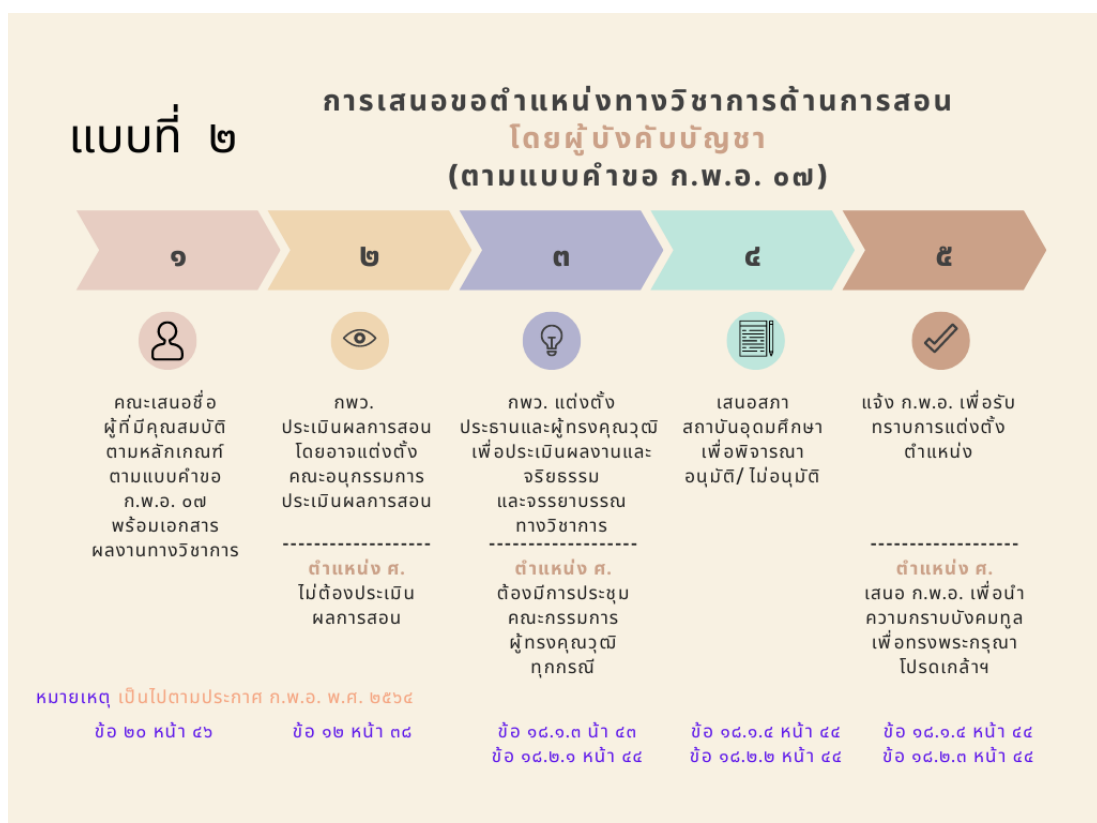 แบบที่ ๒
การเสนอขอตำแหน่งทางวิชาการด้านการสอน
โดยผู้บังคับบัญชา
(ตามแบบคำขอ ก.พ.อ. ๐๗)
๑
๒
๓
๔
๕
คณะเสนอชื่อ
ผู้ที่มีคุณสมบัติ
ตามหลักเกณฑ์
ตามแบบคำขอ
ก.พ.อ. ๐๗
พร้อมเอกสาร
ผลงานทางวิชาการ
กพว.
ประเมินผลการสอน
โดยอาจแต่งตั้ง
คณะอนุกรรมการ
ประเมินผลการสอน
-------------------
ตำแหน่ง ศ.
ไม่ต้องประเมิน
ผลการสอน
กพว. แต่งตั้ง
ประธานและผู้ทรงคุณวุฒิ
เพื่อประเมินผลงานและ
จริยธรรม
และจรรยาบรรณ
ทางวิชาการ
-------------------
ตำแหน่ง ศ.
ต้องมีการประชุม
คณะกรรมการ
ผู้ทรงคุณวุฒิ
ทุกกรณี
เสนอสภา
สถาบันอุดมศึกษา
เพื่อพิจารณา
อนุมัติ/ ไม่อนุมัติ
แจ้ง ก.พ.อ. เพื่อรับ
ทราบการแต่งตั้ง
ตำแหน่ง
-------------------
ตำแหน่ง ศ.
เสนอ ก.พ.อ. เพื่อนำ
ความกราบบังคมทูล
เพื่อทรงพระกรุณา
โปรดเกล้าฯ
หมายเหตุ เป็นไปตามประกาศ ก.พ.อ. พ.ศ. ๒๕๖๔
ข้อ ๒๐ หน้า ๔๖
ข้อ ๑๒ หน้า ๓๘
ข้อ ๑๘.๑.๓ น้า ๔๓
ข้อ ๑๘.๒.๑ หน้า ๔๔
ข้อ ๑๘.๑.๔ หน้า ๔๔
ข้อ ๑๘.๒.๒ หน้า ๔๔
ข้อ ๑๘.๑.๔ หน้า ๔๔
ข้อ ๑๘.๒.๓ หน้า ๔๔